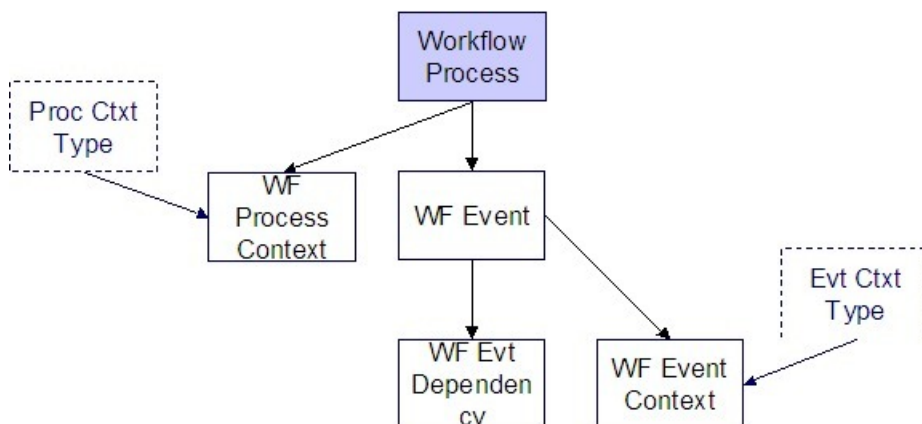 Workflow
Process
Proc Ctxt
Type
WF
Process
Context
WF Event
Evt Ctxt
Type
WF Evt
Dependen
cy
WF Event
Context